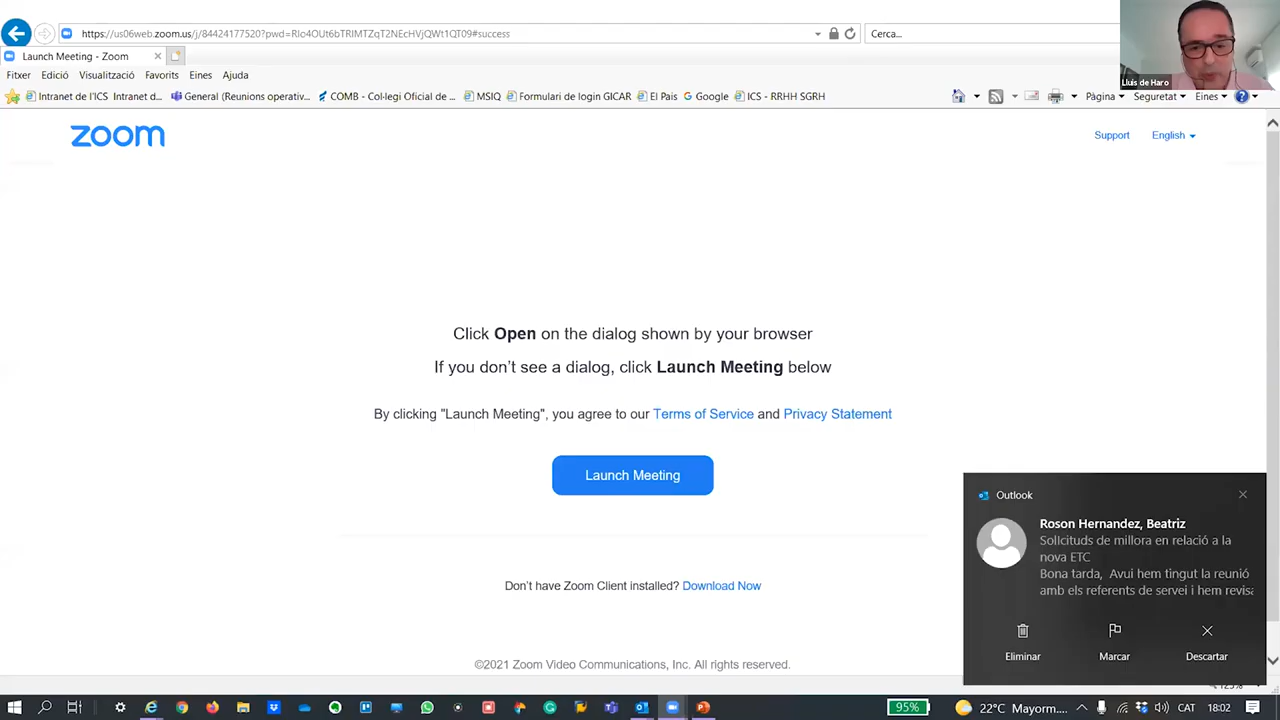 https://us06web.zoom.us/j/84424177520?pwd=Rlo4OUt6bTRIMTZqT2NEcHVjQWt1QT09#success
Cerca...
Launch Meeting - Zoom
Fitxer Edició Visualització Favorits Eines Ajuda
Lluis de Haro
Intranet de l'ICS Intranet d... General (Reunions operativ... COMB - Col·legi Oficial ... MSIQ Formulari de login GICAR El Pais Google ICS - RRHH SGRH
Pàgina Seguretat Eines
zoom
Support English
Click Open on the dialog shown by your browser
If you don't see a dialog, click Launch Meeting below
By clicking "Launch Meeting", you agree to our Terms of Service and Privacy Statement
Launch Meeting
Don't have Zoom Client installed? Download Now
©2021 Zoom Video Communications, Inc. All rights reserved.
Outlook
Roson Hernandez, Beatriz
Solicituds de millora en relació a la
nova ETC
Bona tarda, Avui hem tingut la reunió
amb els referents de servei i hem revisa
Eliminar Marcar Descartar
95% 22°C Mayorm... CAT 18:02